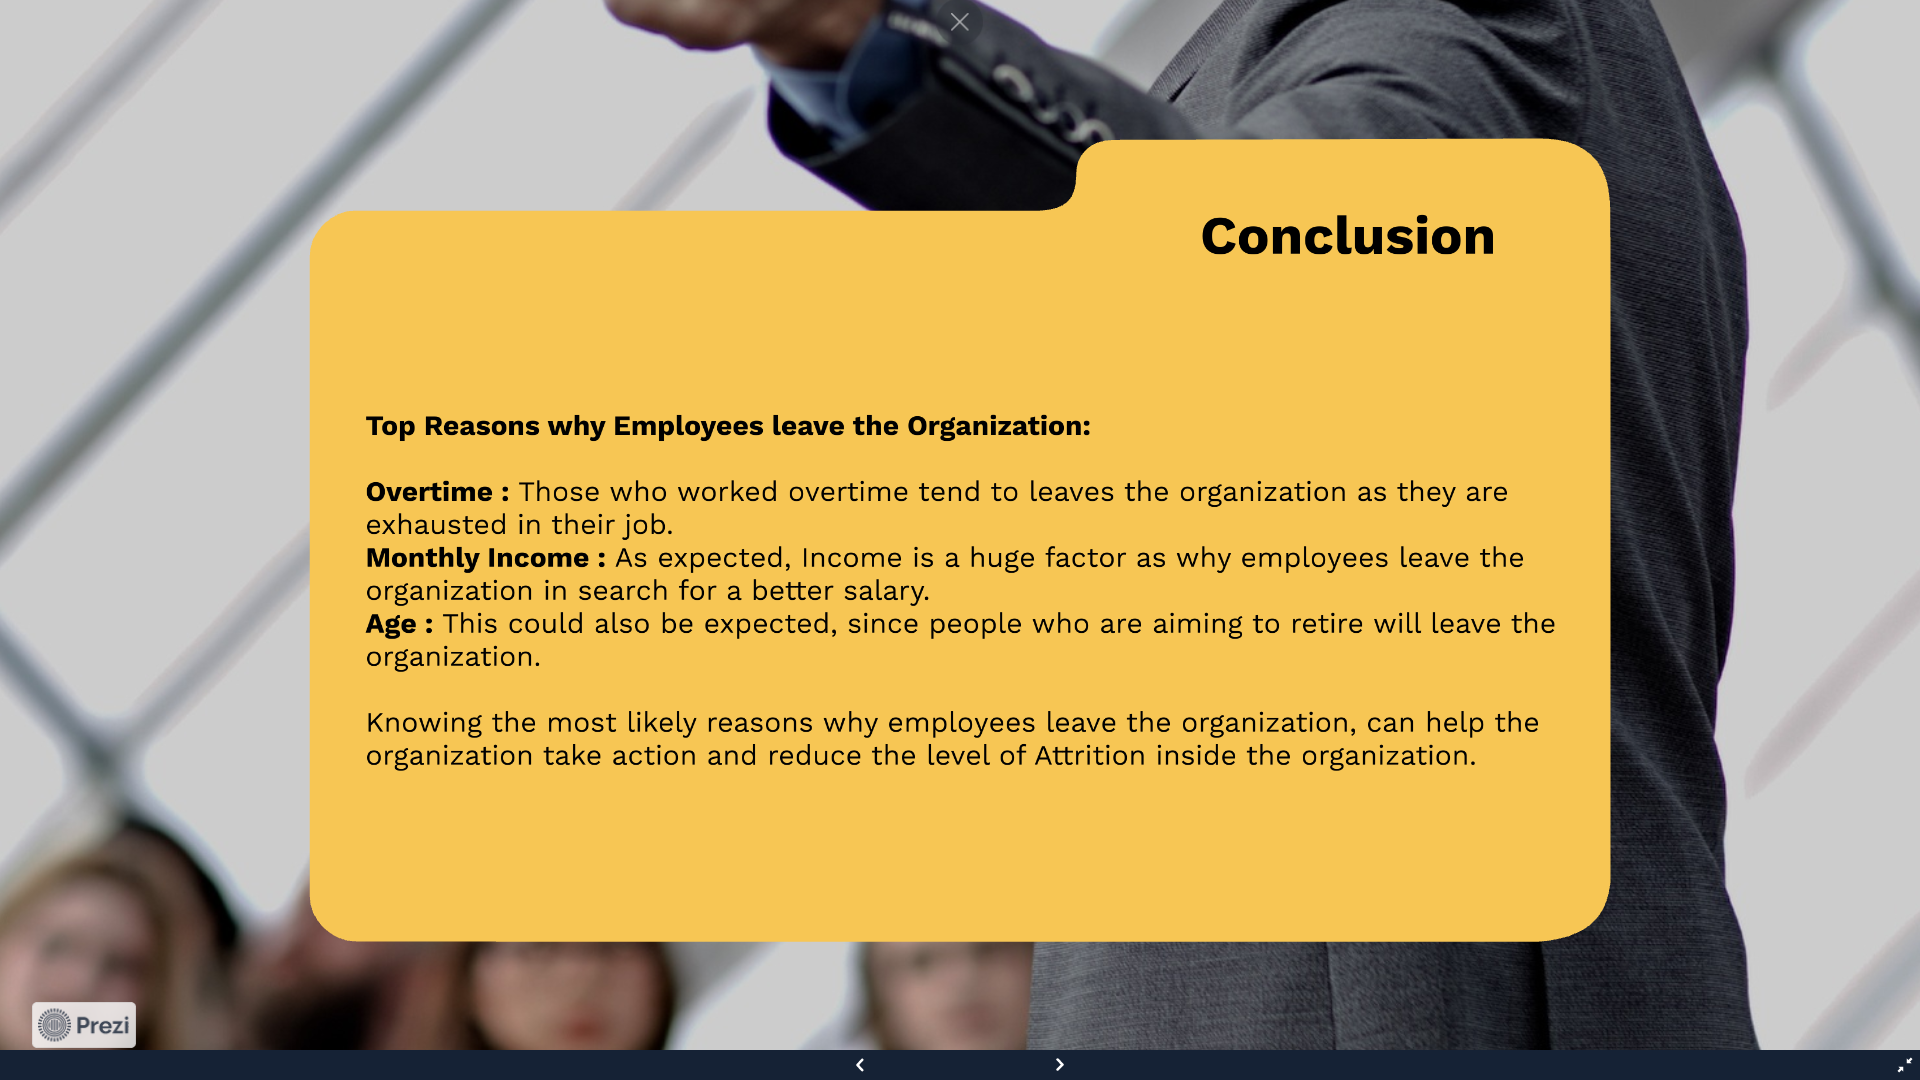 Conclusion
Top Reasons why Employees leave the Organization:
Overtime : Those who worked overtime tend to leaves the organization as they are
exhausted in their job.
Monthly Income : As expected, Income is a huge factor as why employees leave the
organization in search for a better salary.
Age : This could also be expected, since people who are aiming to retire will leave the
organization.
Knowing the most likely reasons why employees leave the organization, can help the
organization take action and reduce the level of Attrition inside the organization.
Prezi